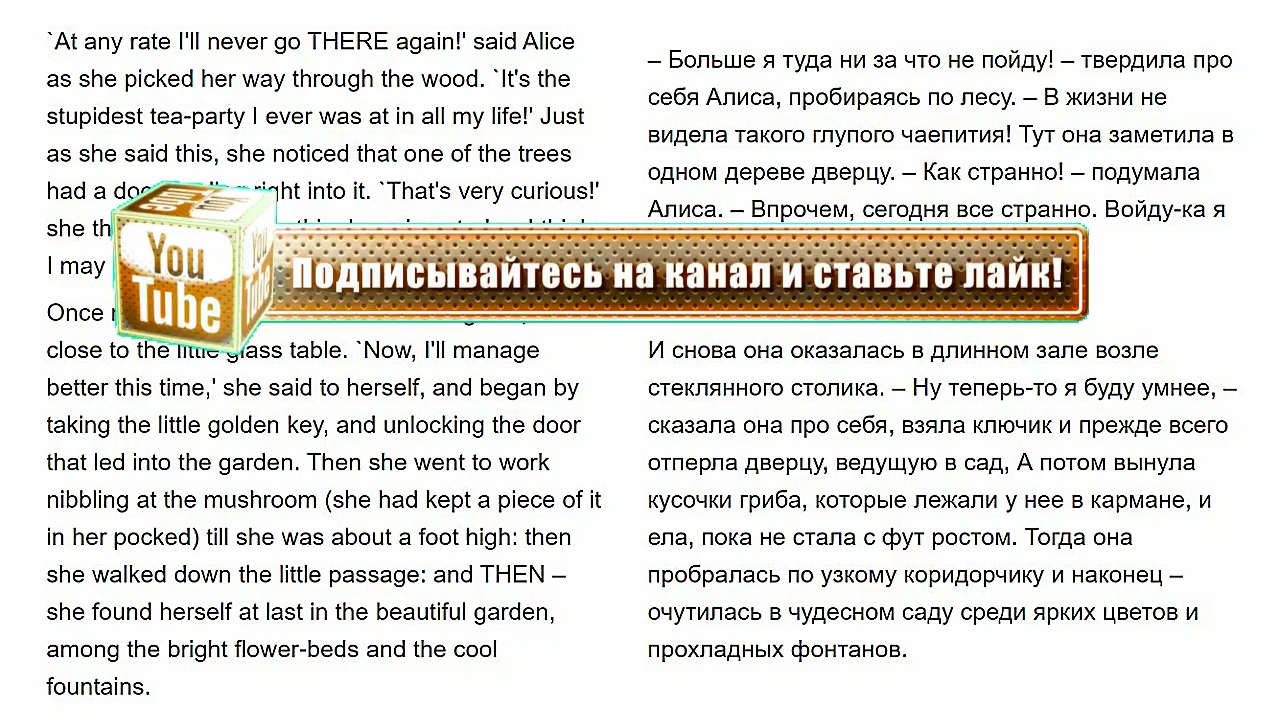 `At any rate I'll never go THERE again!' said Alice
as she picked her way through the wood. `It's the
stupidest tea-party I ever was at in all my life!' Just
as she said this, she noticed that one of the trees
had a right into it. `That's very curious!'
she
I may
Once
close to the little glass table. `Now, I'll manage
better this time,' she said to herself, and began by
taking the little golden key, and unlocking the door
that led into the garden. Then she went to work
nibbling at the mushroom (she had kept a piece of it
in her pocked) till she was about a foot high: then
she walked down the little passage: and THEN –
she found herself at last in the beautiful garden,
among the bright flower-beds and the cool
fountains.
– Больше я туда ни за что не пойду! – твердила про
себя Алиса, пробираясь по лесу. – В жизни не
видела такого глупого чаепития! Тут она заметила в
одном дереве дверцу. – Как странно! – подумала
Алиса. – Впрочем, сегодня все странно. Войду-ка я
И снова она оказалась в длинном зале возле
стеклянного столика. – Ну теперь-то я буду умнее, –
сказала она про себя, взяла ключик и прежде всего
отперла дверцу, ведущую в сад, А потом вынула
кусочки гриба, которые лежали у нее в кармане, и
ела, пока не стала с фут ростом. Тогда она
пробралась по узкому коридорчику и наконец –
очутилась в чудесном саду среди ярких цветов и
прохладных фонтанов.
You
Tube
Подписывайтесь на канал и ставьте лайк!